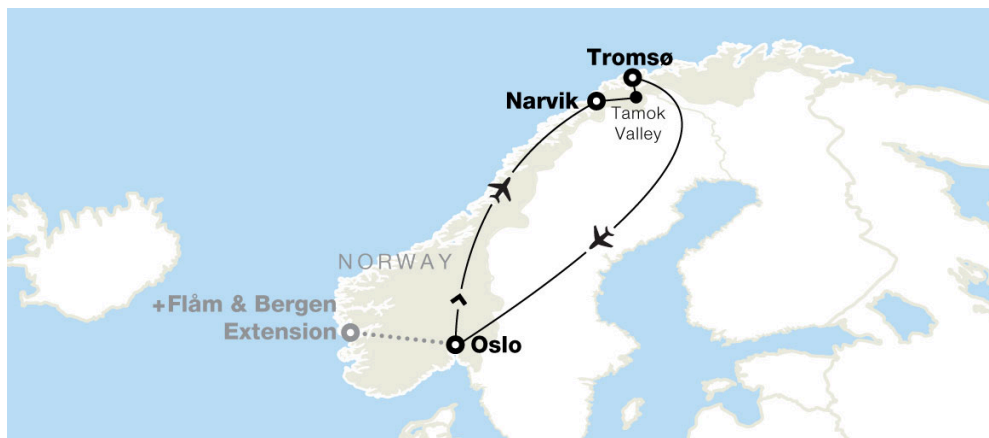 Tromsø
Narvik
Tamok
Valley
NORWAY
+Flåm & Bergen
Extension
Oslo